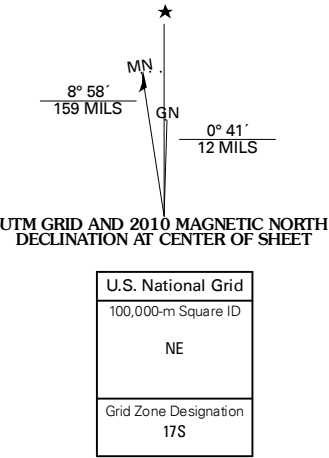 ★
MN
8° 58´
159 MILS
GN
0° 41´
12 MILS
UTM GRID AND 2010 MAGNETIC NORTH
DECLINATION AT CENTER OF SHEET
U.S. National Grid
100,000-m Square ID
NE
Grid Zone Designation
17S